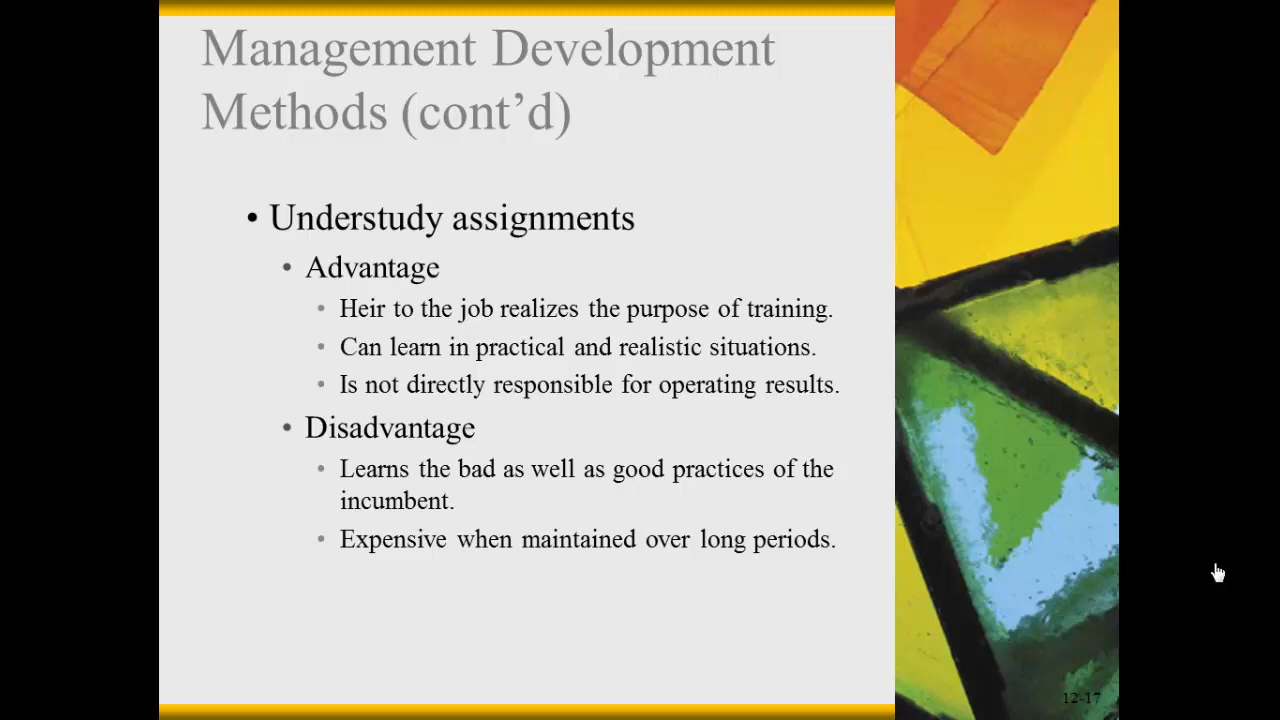 Management Development
Methods (cont’d)
• Understudy assignments
• Advantage
• Heir to the job realizes the purpose of training.
• Can learn in practical and realistic situations.
• Is not directly responsible for operating results.
• Disadvantage
• Learns the bad as well as good practices of the
incumbent.
• Expensive when maintained over long periods.
12-17